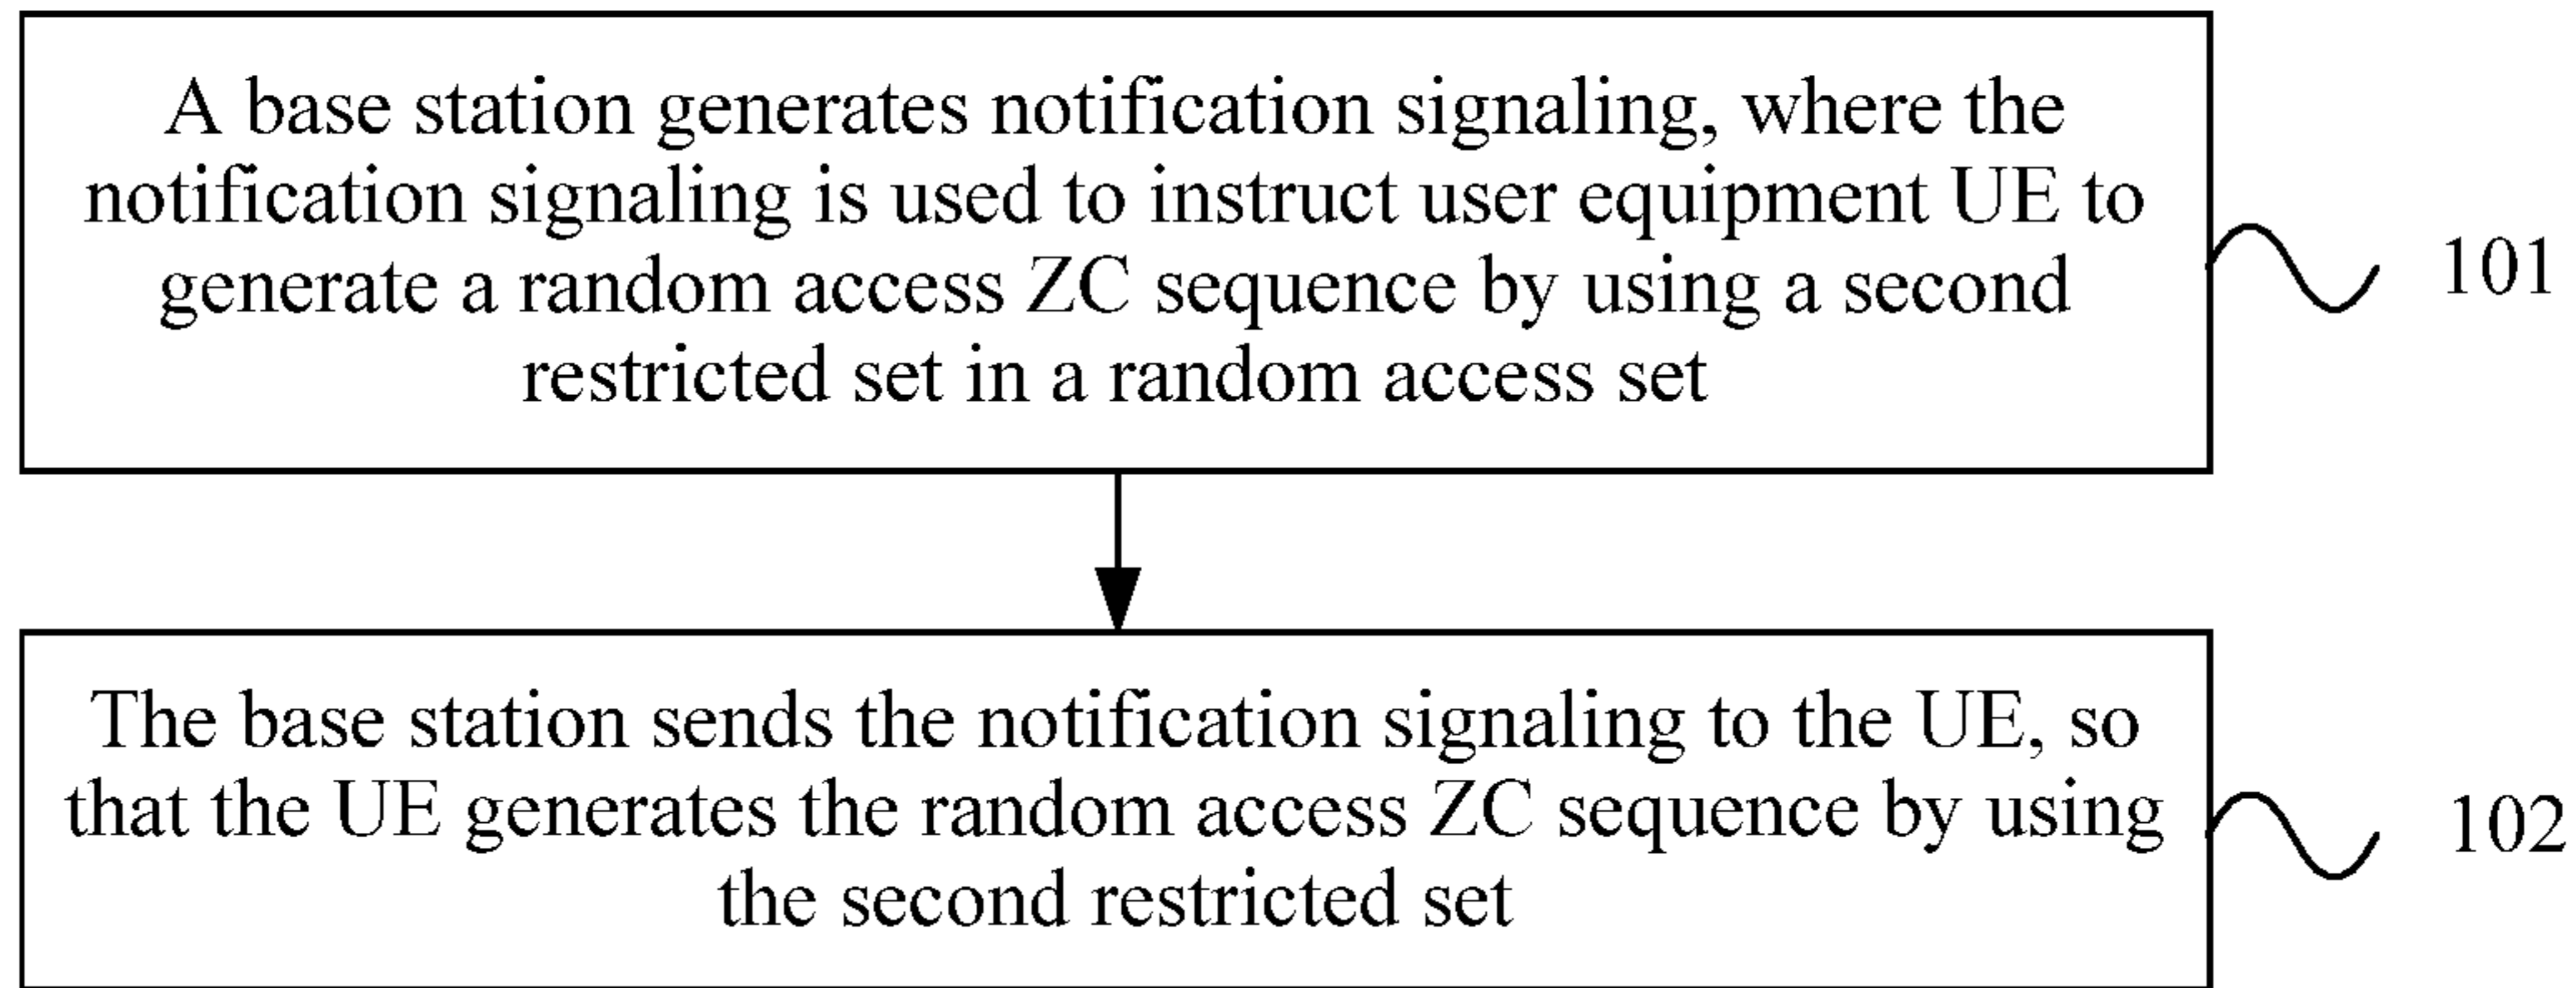 A base station generates notification signaling, where the
notification signaling is used to instruct user equipment UE to
generate a random access ZC sequence by using a second
restricted set in a random access set
101
The base station sends the notification signaling to the UE, so
that the UE generates the random access ZC sequence by using
the second restricted set
102